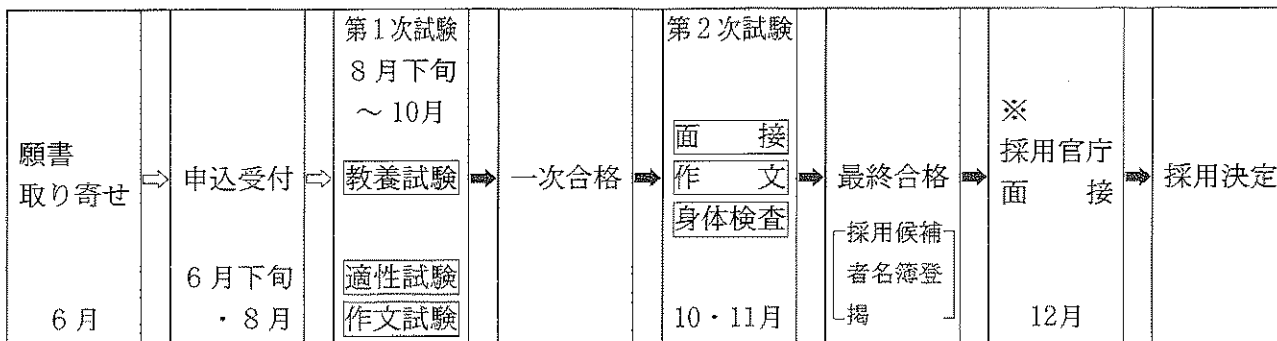 願書
取り寄せ
6月
⇨
申込受付
6月下旬
・8月
⇨
第1次試験
8月下旬
～10月
教養試験
適性試験
作文試験
➡
一次合格
➡
第2次試験
面　　接
作　　文
身体検査
10・11月
➡
最終合格
採用候補
者名簿登
掲
➡
※
採用官庁
面　　接
12月
➡
採用決定